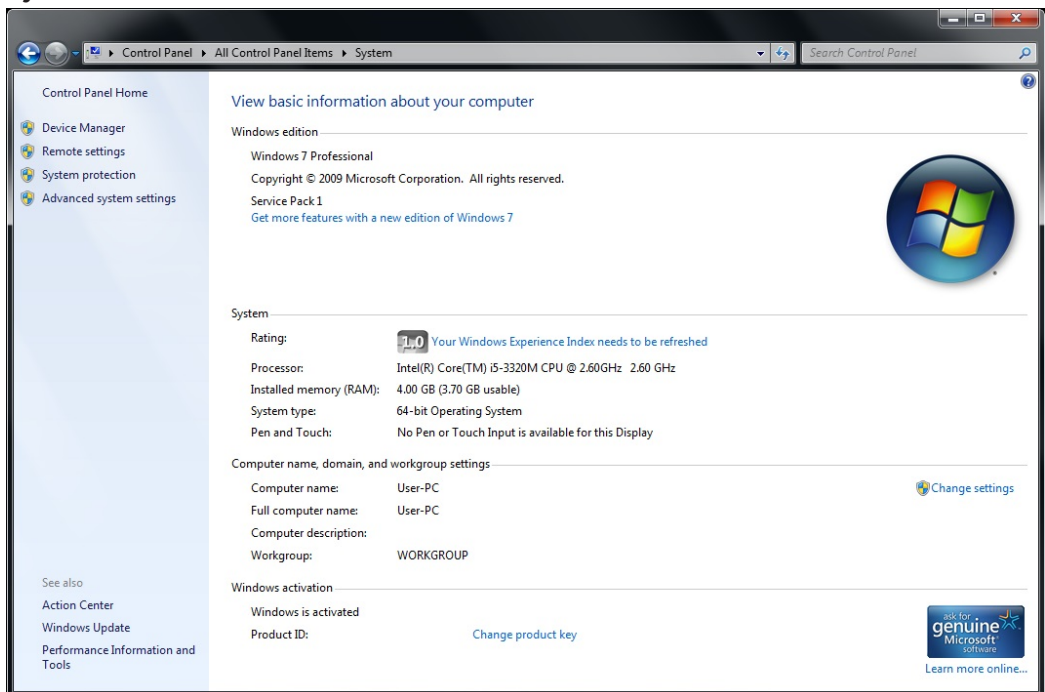 Control Panel ▸ All Control Panel Items ▸ System
Search Control Panel
Control Panel Home
Device Manager
Remote settings
System protection
Advanced system settings
See also
Action Center
Windows Update
Performance Information and
Tools
View basic information about your computer
Windows edition
Windows 7 Professional
Copyright © 2009 Microsoft Corporation. All rights reserved.
Service Pack 1
Get more features with a new edition of Windows 7
System
Rating: 1.0 Your Windows Experience Index needs to be refreshed
Processor: Intel(R) Core(TM) i5-3320M CPU @ 2.60GHz 2.60 GHz
Installed memory (RAM): 4.00 GB (3.70 GB usable)
System type: 64-bit Operating System
Pen and Touch: No Pen or Touch Input is available for this Display
Computer name, domain, and workgroup settings
Computer name: User-PC
Change settings
Full computer name: User-PC
Computer description:
Workgroup: WORKGROUP
Windows activation
Windows is activated
Product ID: Change product key
ask for
genuine
Microsoft
software
Learn more online...